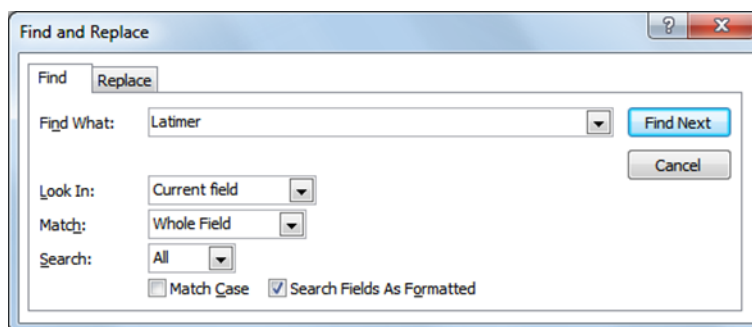 Find and Replace
Find Replace
Find What: Latimer Find Next
Cancel
Look In: Current field
Match: Whole Field
Search: All
Match Case Search Fields As Formatted